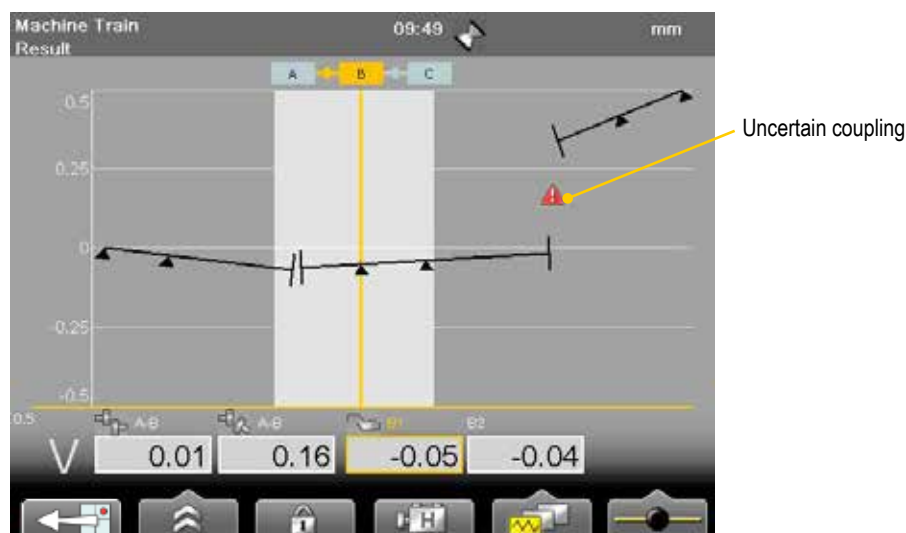 Machine Train 09:49 mm
Result
A B C
0.5
0.25
Uncertain coupling
0
-0.25
-0.5
0.5 A-B A-B B1 B2
V 0.01 0.16 -0.05 -0.04
1 H